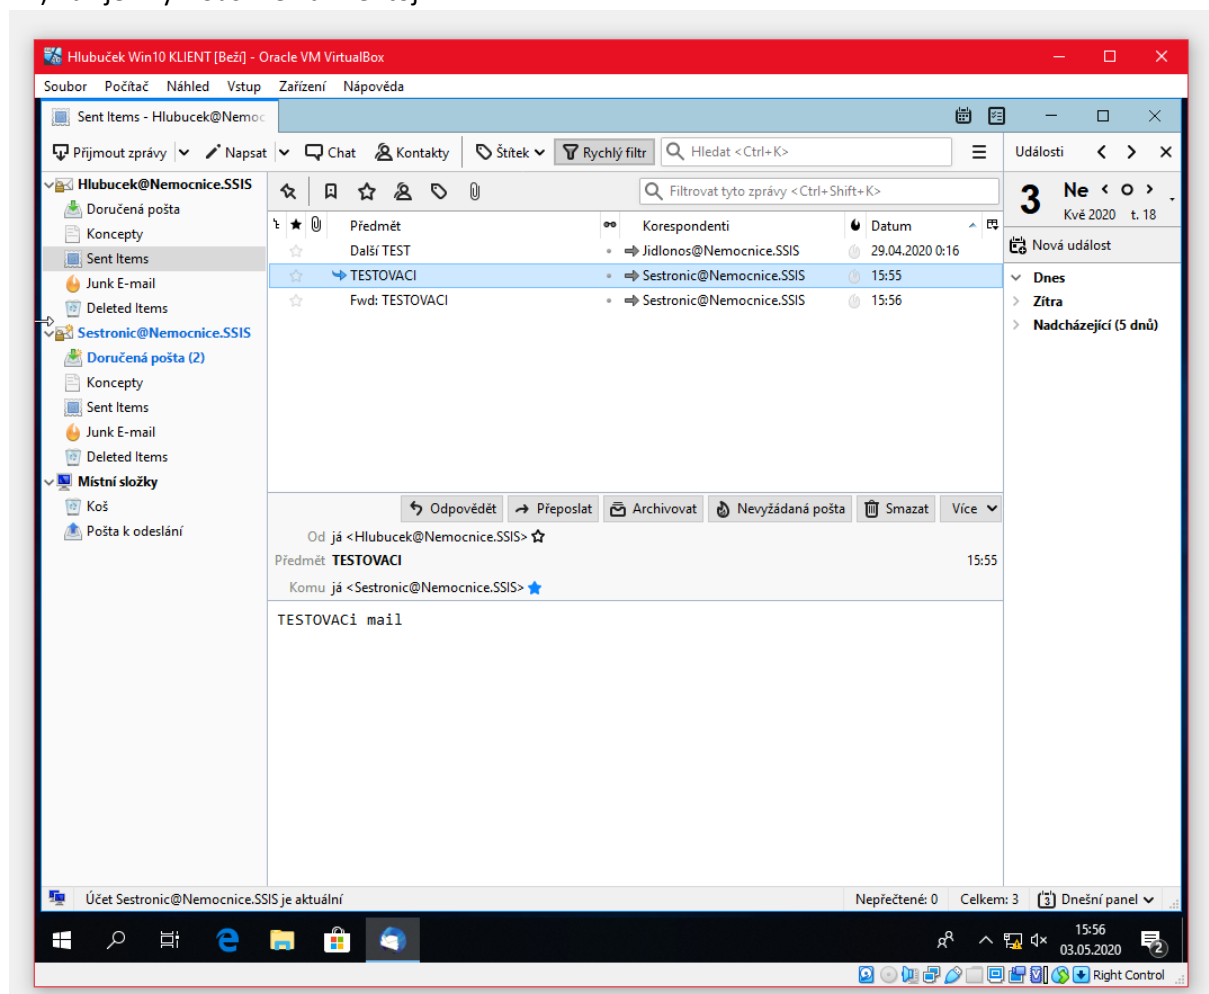 Hlubuček Win10 KLIENT [Beží] - Oracle VM VirtualBox
Soubor Počítač Náhled Vstup Zařízení Nápověda
Sent Items - Hlubucek@Nemoc
Přijmout zprávy Napsat Chat Kontakty Štítek Rychlý filtr Hledat <Ctrl+K> Události
Hlubucek@Nemocnice.SSIS
Doručená pošta
Koncepty
Sent Items
Junk E-mail
Deleted Items
Sestronic@Nemocnice.SSIS
Doručená pošta (2)
Koncepty
Sent Items
Junk E-mail
Deleted Items
Místní složky
Koš
Pošta k odeslání
Filtrovat tyto zprávy <Ctrl+Shift+K>
Předmět Korespondenti Datum
Další TEST Jidlonos@Nemocnice.SSIS 29.04.2020 0:16
TESTOVACI Sestronic@Nemocnice.SSIS 15:55
Fwd: TESTOVACI Sestronic@Nemocnice.SSIS 15:56
Odpovědět Přeposlat Archivovat Nevyžádaná pošta Smazat Více
Od já <Hlubucek@Nemocnice.SSIS>
Předmět TESTOVACI 15:55
Komu já <Sestronic@Nemocnice.SSIS>
TESTOVACi mail
3 Ne
Kvě 2020 t. 18
Nová událost
Dnes
Zítra
Nadcházející (5 dnů)
Účet Sestronic@Nemocnice.SSIS je aktuální Nepřečtené: 0 Celkem: 3 3 Dnešní panel
15:56
03.05.2020
2
Right Control